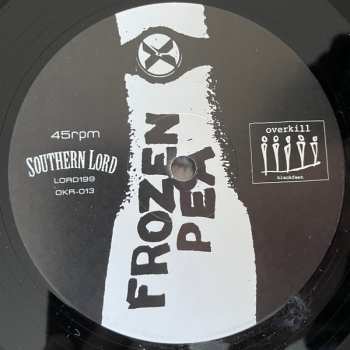 X
45rpm
SOUTHERN LORD
LORD199
OKR-013
FROZEN
PEA
overkill
blackfeet